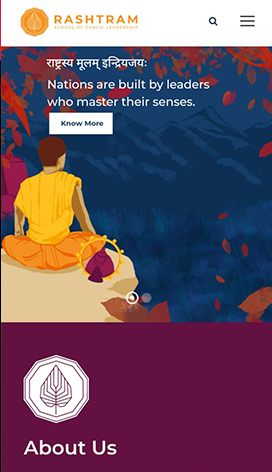 RASHTRAM
SCHOOL OF PUBLIC LEADERSHIP
राष्ट्रस्य मूलम् इन्द्रियजयः
Nations are built by leaders
who master their senses.
Know More
About Us